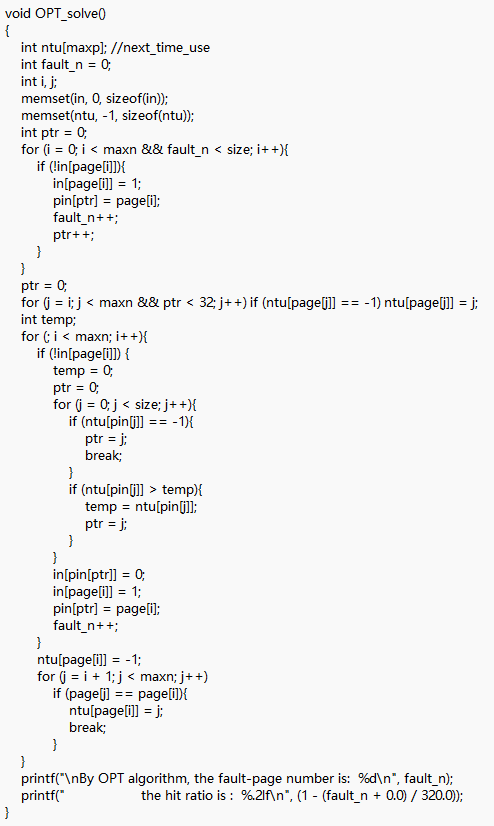 void OPT_solve()
{
    int ntu[maxp]; //next_time_use
    int fault_n = 0;
    int i, j;
    memset(in, 0, sizeof(in));
    memset(ntu, -1, sizeof(ntu));
    int ptr = 0;
    for (i = 0; i < maxn && fault_n < size; i++){
        if (!in[page[i]]){
            in[page[i]] = 1;
            pin[ptr] = page[i];
            fault_n++;
            ptr++;
        }
    }
    ptr = 0;
    for (j = i; j < maxn && ptr < 32; j++) if (ntu[page[j]] == -1) ntu[page[j]] = j;
    int temp;
    for (; i < maxn; i++){
        if (!in[page[i]]) {
            temp = 0;
            ptr = 0;
            for (j = 0; j < size; j++){
                if (ntu[pin[j]] == -1){
                    ptr = j;
                    break;
                }
                if (ntu[pin[j]] > temp){
                    temp = ntu[pin[j]];
                    ptr = j;
                }
            }
            in[pin[ptr]] = 0;
            in[page[i]] = 1;
            pin[ptr] = page[i];
            fault_n++;
        }
        ntu[page[i]] = -1;
        for (j = i + 1; j < maxn; j++)
            if (page[j] == page[i]){
                ntu[page[i]] = j;
                break;
            }
    }
    printf("\nBy OPT algorithm, the fault-page number is:  %d\n", fault_n);
    printf("                    the hit ratio is :  %.2lf\n", (1 - (fault_n + 0.0) / 320.0));
}